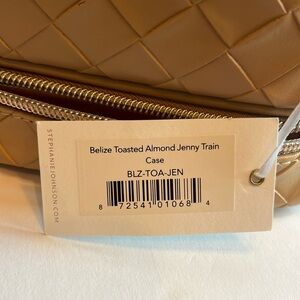 STEPHANIEJOHNSON.COM
Belize Toasted Almond Jenny Train
Case
BLZ-TOA-JEN
8 72541 01068 4